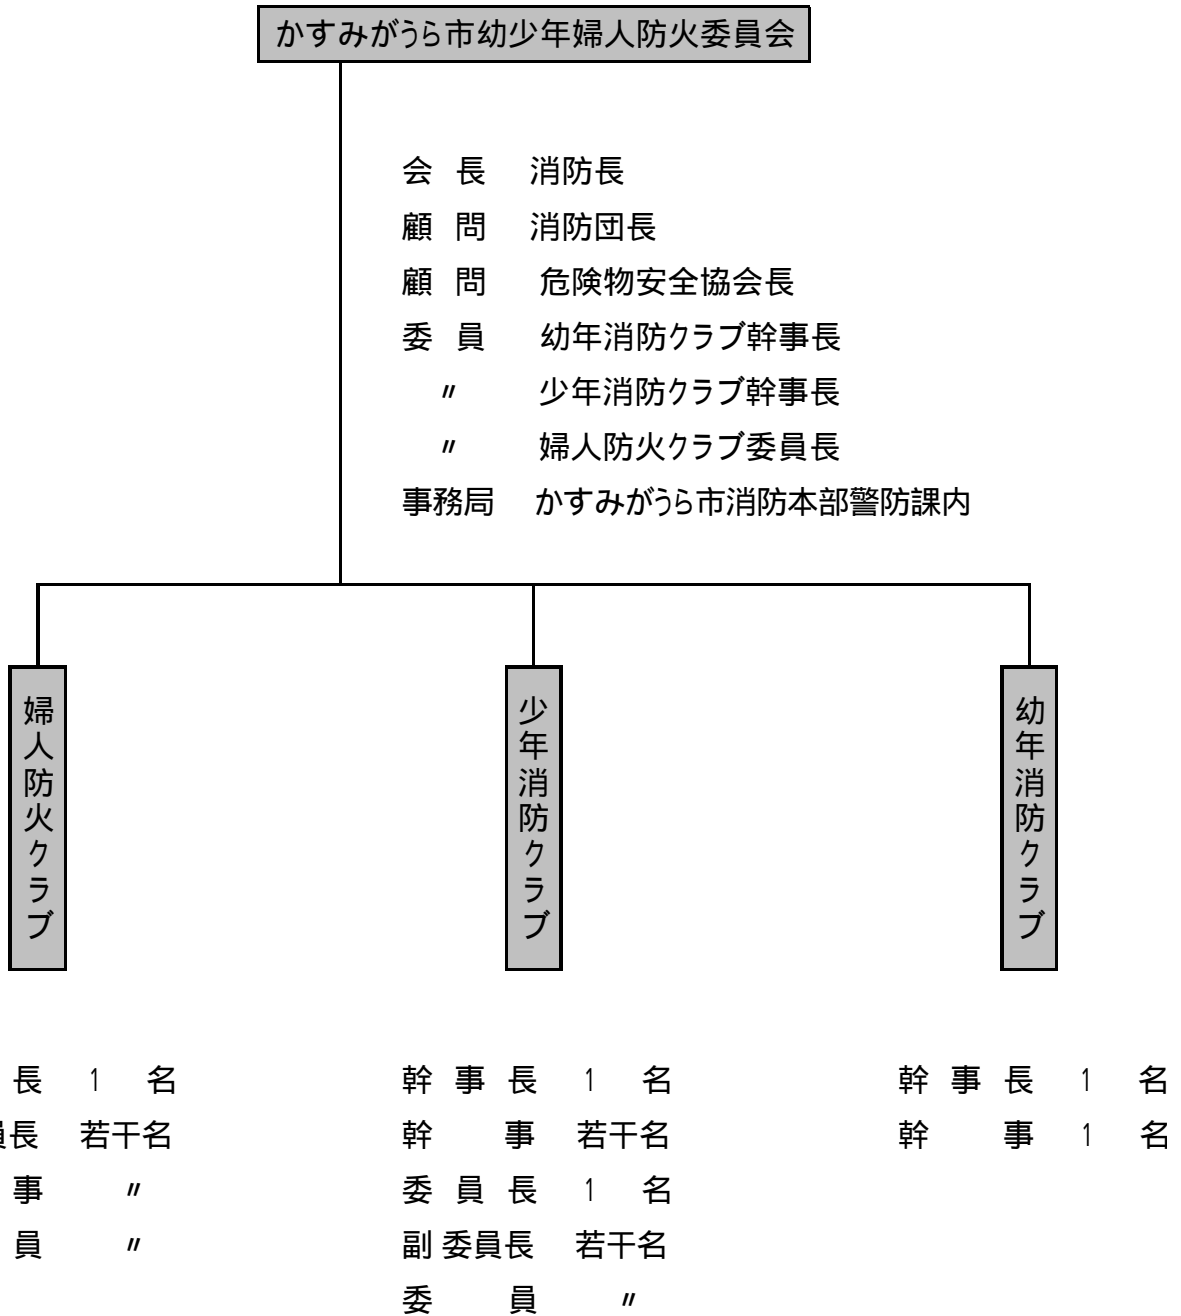 かすみがうら市幼少年婦人防火委員会
会 長 消防長
顧 問 消防団長
顧 問 危険物安全協会長
委 員 幼年消防クラブ幹事長
〃 少年消防クラブ幹事長
〃 婦人防火クラブ委員長
事務局 かすみがうら市消防本部警防課内
婦人防火クラブ
少年消防クラブ
幼年消防クラブ
長 1 名
員長 若干名
事 〃
員 〃
幹 事 長 1 名
幹 事 若干名
委 員 長 1 名
副 委員長 若干名
委 員 〃
幹 事 長 1 名
幹 事 1 名